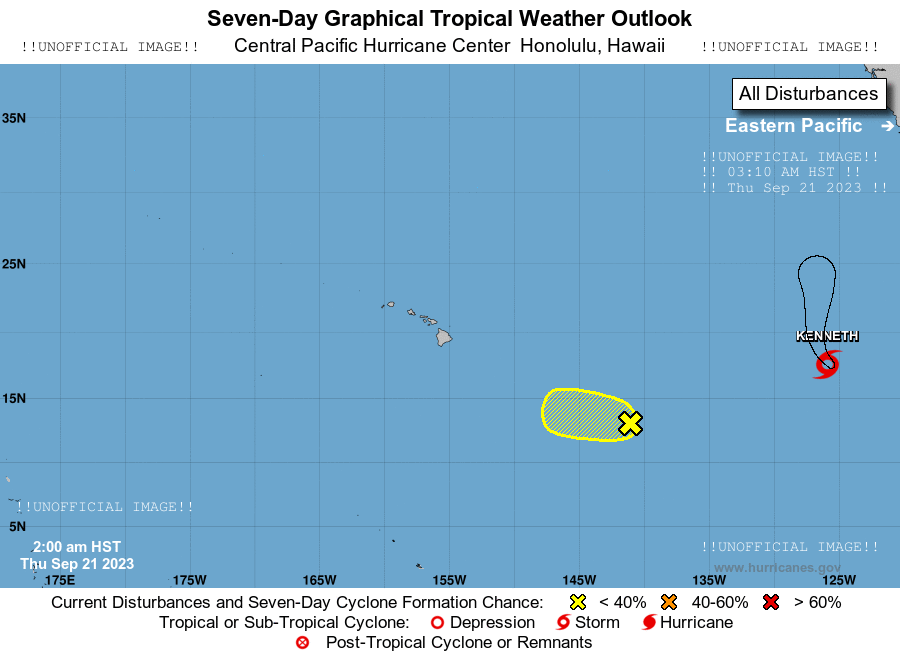 Seven-Day Graphical Tropical Weather Outlook
!!UNOFFICIAL IMAGE!! Central Pacific Hurricane Center Honolulu, Hawaii !!UNOFFICIAL IMAGE!!
All Disturbances
35N
Eastern Pacific →
!!UNOFFICIAL IMAGE!!
!! 03:10 AM HST !!
!! Thu Sep 21 2023 !!
25N
KENNETH
15N
!!UNOFFICIAL IMAGE!!
5N
2:00 am HST
Thu Sep 21 2023
!!UNOFFICIAL IMAGE!!
www.hurricanes.gov
175E 175W 165W 155W 145W 135W 125W
Current Disturbances and Seven-Day Cyclone Formation Chance: < 40% 40-60% > 60%
Tropical or Sub-Tropical Cyclone: Depression Storm Hurricane
Post-Tropical Cyclone or Remnants